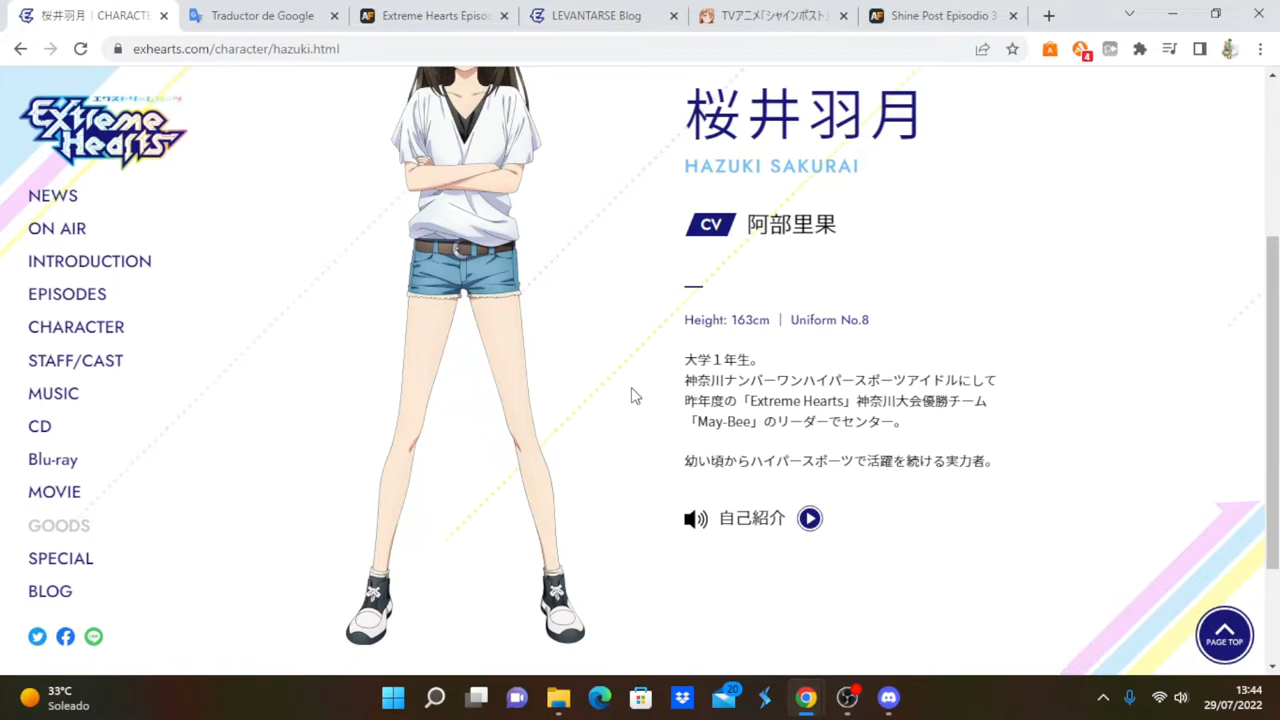 桜井羽月 | CHARACTE
Traductor de Google
Extreme Hearts Episo
LEVANTARSE Blog
TVアニメ「シャインポスト」
Shine Post Episodio 3
exhearts.com/character/hazuki.html
4
Extreme
Hearts
NEWS
ON AIR
INTRODUCTION
EPISODES
CHARACTER
STAFF/CAST
MUSIC
CD
Blu-ray
MOVIE
GOODS
SPECIAL
BLOG
桜井羽月
HAZUKI SAKURAI
CV 阿部里果
Height: 163cm | Uniform No.8
大学１年生。
神奈川ナンバーワンハイパースポーツアイドルにして
昨年度の「Extreme Hearts」神奈川大会優勝チーム
「May-Bee」のリーダーでセンター。
幼い頃からハイパースポーツで活躍を続ける実力者。
自己紹介
PAGE TOP
33°C
Soleado
20
13:44
29/07/2022